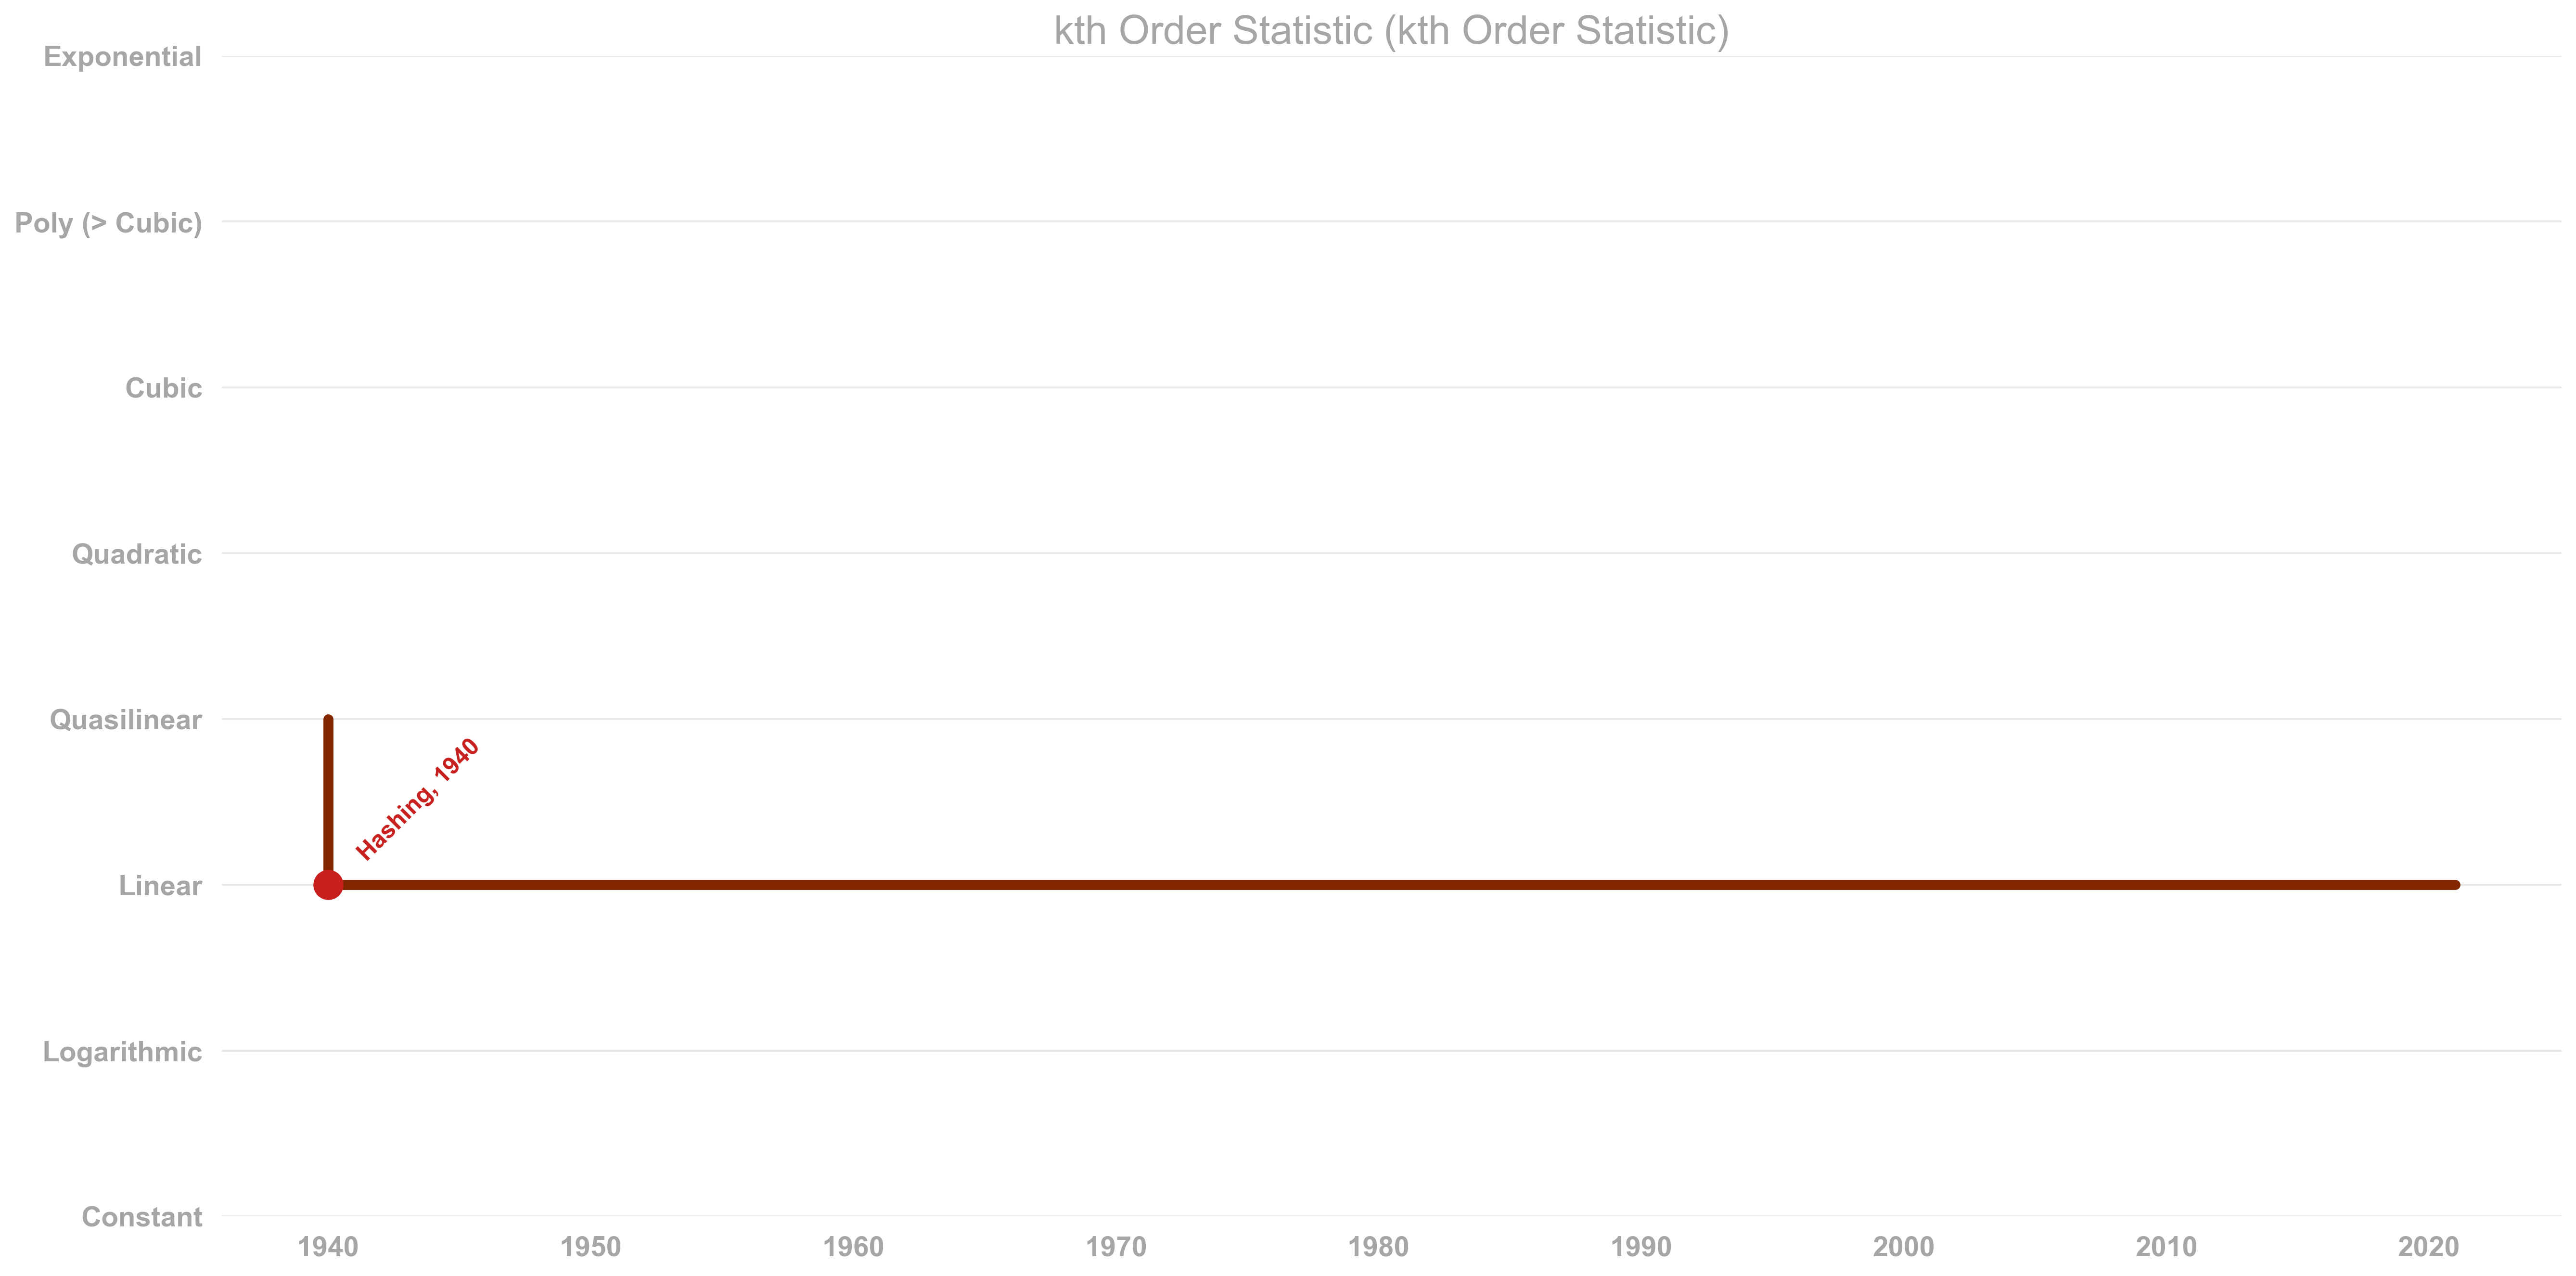 kth Order Statistic (kth Order Statistic)
Exponential
Poly (> Cubic)
Cubic
Quadratic
Quasilinear
Hashing, 1940
Linear
Logarithmic
Constant
1940 1950 1960 1970 1980 1990 2000 2010 2020